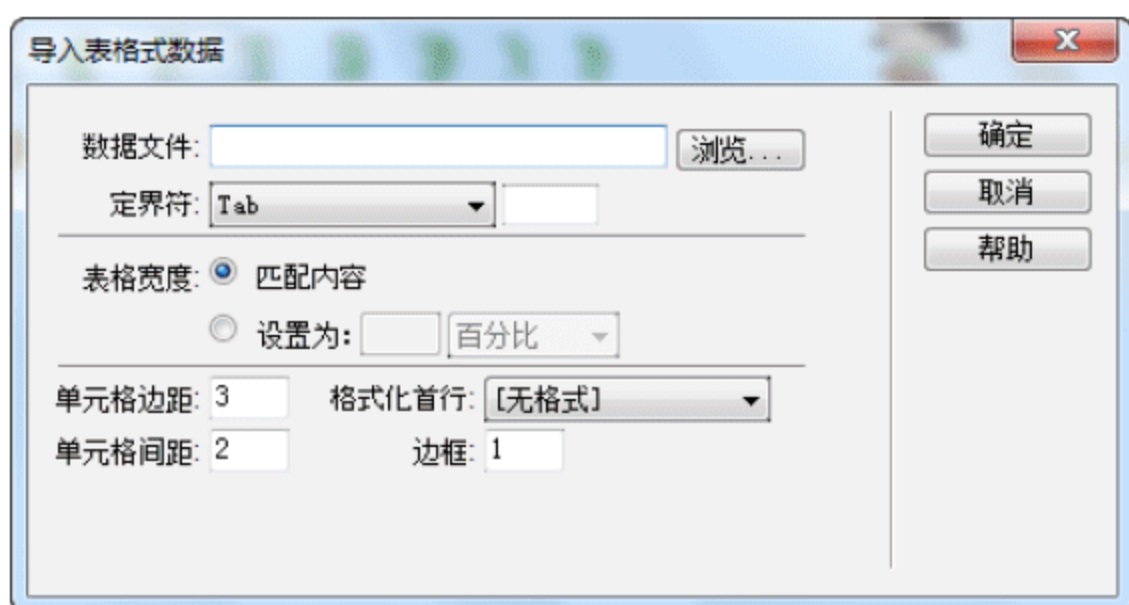 导入表格式数据
数据文件: 浏览... 确定
定界符: Tab 取消
表格宽度: 匹配内容 帮助
设置为: 百分比
单元格边距: 3 格式化首行: [无格式]
单元格间距: 2 边框: 1